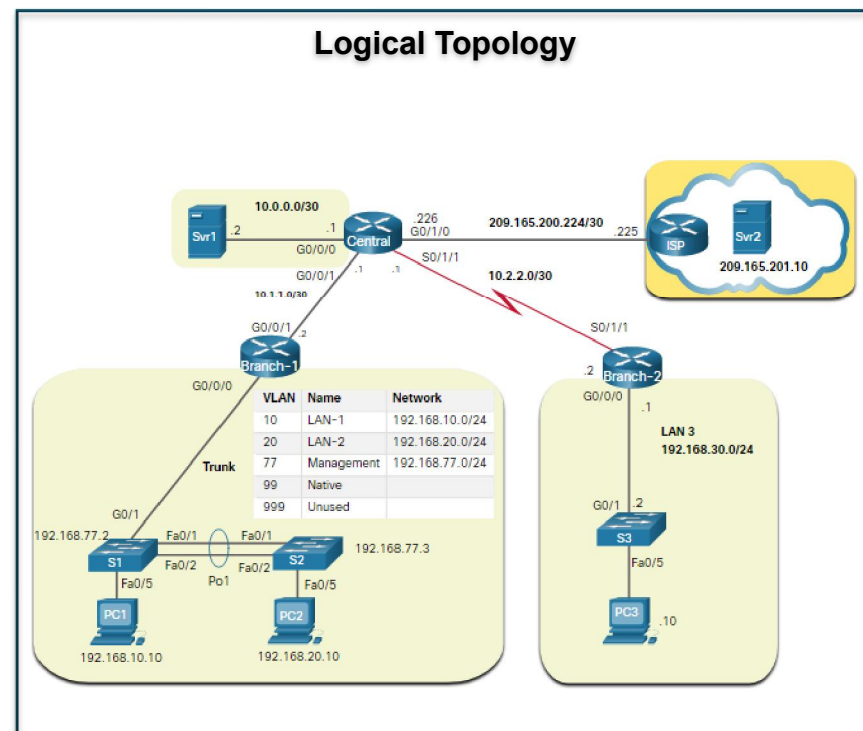 Logical Topology
10.0.0.0/30
Svr1
.2
.1
G0/0/0
Central
.226
G0/1/0
209.165.200.224/30
.225
ISP
Svr2
209.165.201.10
S0/1/1
G0/0/1
.1
.1
10.2.2.0/30
10.1.1.0/30
G0/0/1
.2
S0/1/1
Branch-1
.2
Branch-2
G0/0/0
G0/0/0
.1
VLAN Name Network
10 LAN-1 192.168.10.0/24
20 LAN-2 192.168.20.0/24
77 Management 192.168.77.0/24
99 Native
999 Unused
Trunk
LAN 3
192.168.30.0/24
G0/1
G0/1
.2
192.168.77.2
Fa0/1
Fa0/1
192.168.77.3
S1
Fa0/2
Fa0/2
S2
S3
Po1
Fa0/5
Fa0/5
Fa0/5
PC1
PC2
PC3
.10
192.168.10.10
192.168.20.10